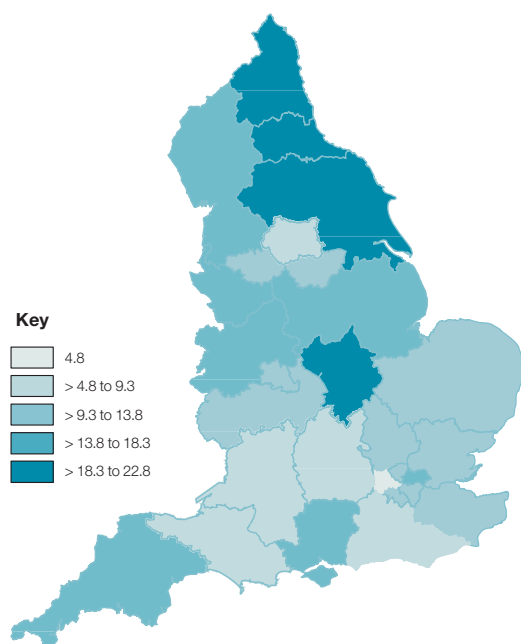 Key
4.8
> 4.8 to 9.3
> 9.3 to 13.8
> 13.8 to 18.3
> 18.3 to 22.8